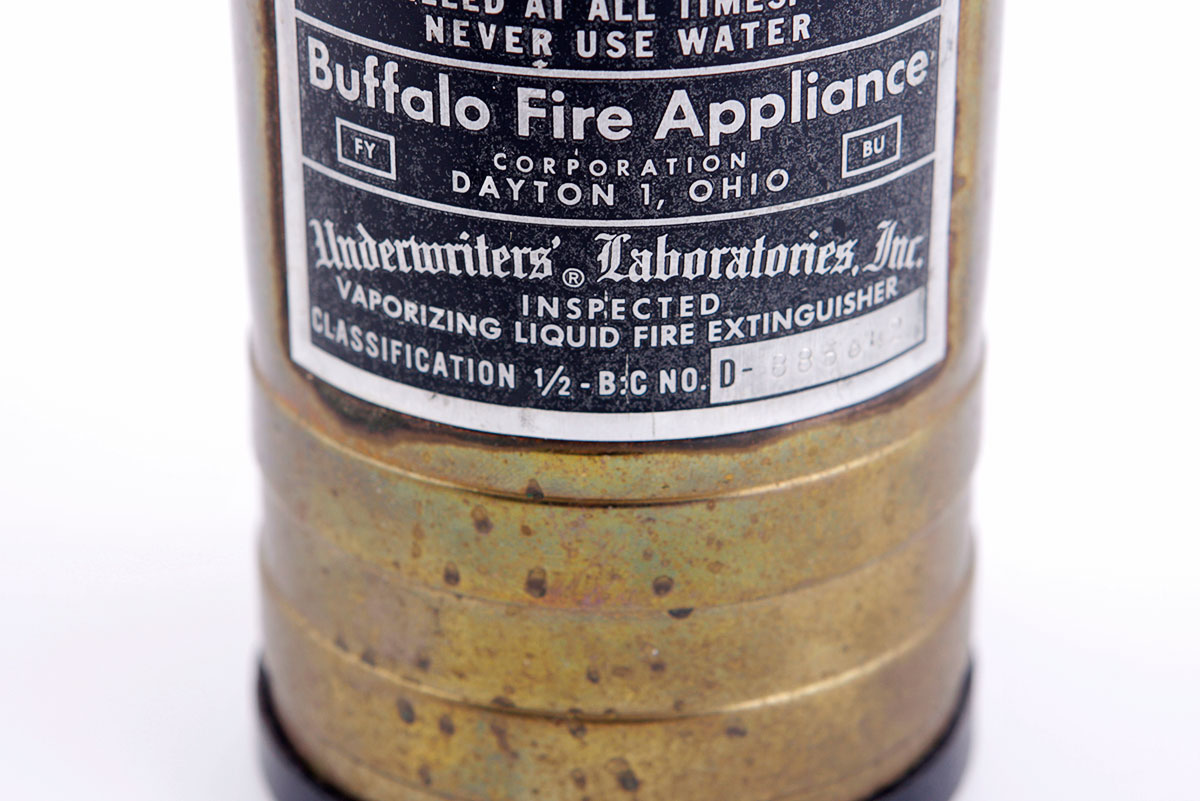 AT ALL TIMES.
NEVER USE WATER
Buffalo Fire Appliance
FY
BU
CORPORATION
DAYTON 1, OHIO
Underwriters' ® Laboratories, Inc.
INSPECTED
VAPORIZING LIQUID FIRE EXTINGUISHER
CLASSIFICATION 1/2 - B:C NO. D-